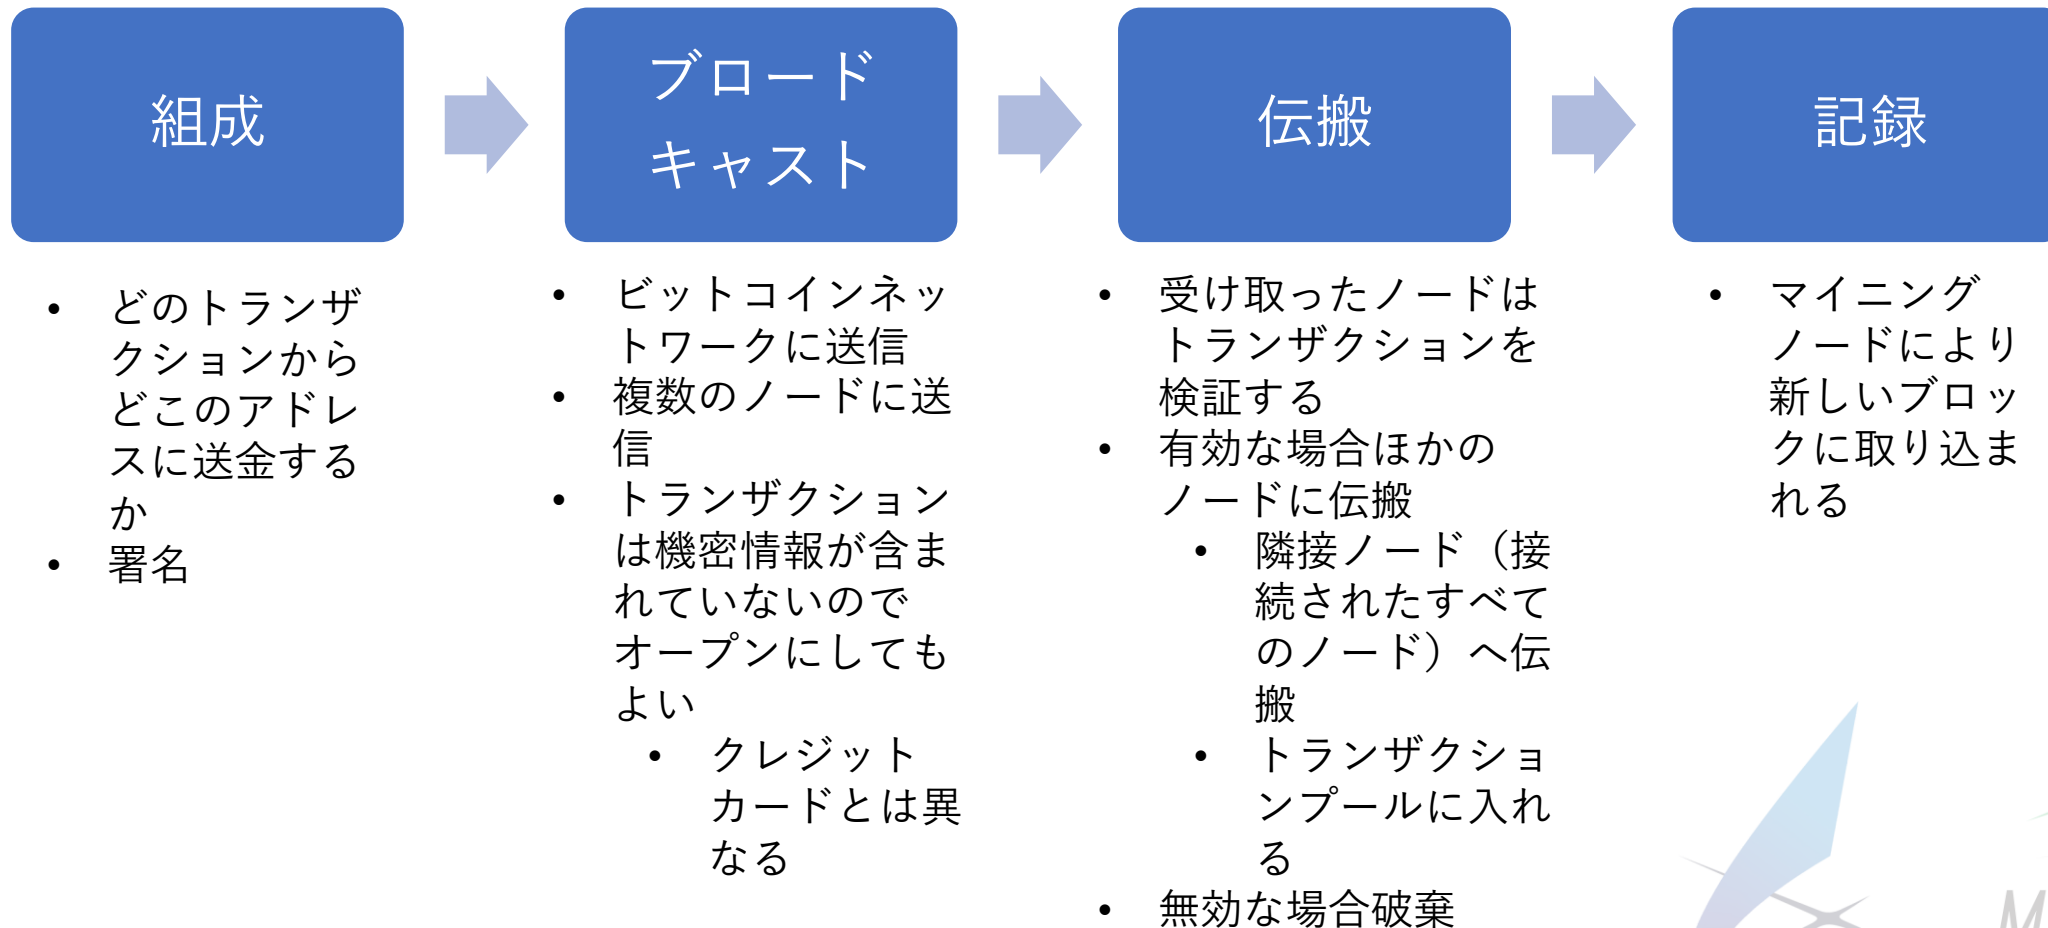 組成
ブロード
キャスト
伝搬
記録
• どのトランザ
クションから
どこのアドレ
スに送金する
か
• 署名
• ビットコインネッ
トワークに送信
• 複数のノードに送
信
• トランザクション
は機密情報が含ま
れていないので
オープンにしても
よい
• クレジット
カードとは異
なる
• 受け取ったノードは
トランザクションを
検証する
• 有効な場合ほかの
ノードに伝搬
• 隣接ノード（接
続されたすべて
のノード）へ伝
搬
• トランザクショ
ンプールに入れ
る
• 無効な場合破棄
• マイニング
ノードにより
新しいブロッ
クに取り込ま
れる